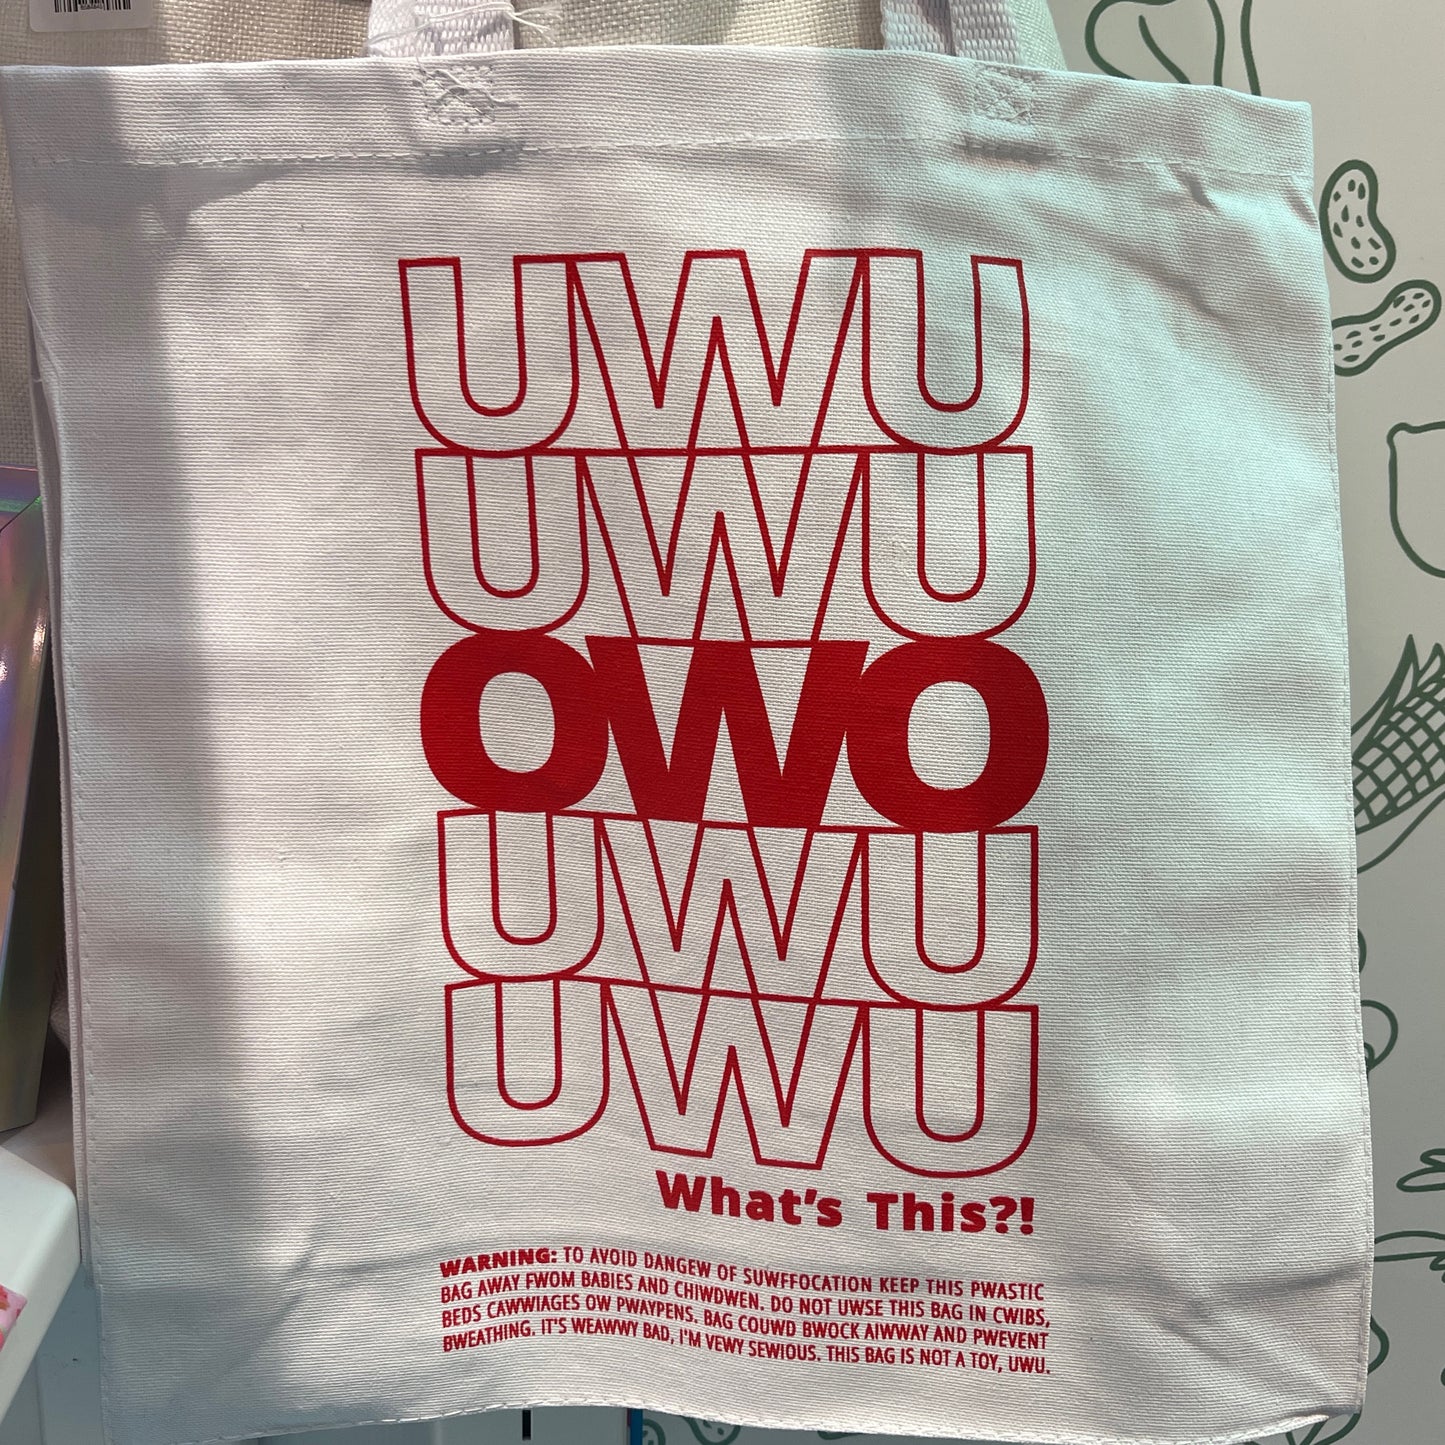 UWU
UWU
OWO
UWU
UWU
What's This?!
WARNING: TO AVOID DANGEW OF SUWFFOCATION KEEP THIS PWASTIC
BAG AWAY FWOM BABIES AND CHIWDWEN. DO NOT UWSE THIS BAG IN CWIBS,
BEDS CAWWIAGES OW PWAYPENS. BAG COUWD BWOCK AIWWAY AND PWEVENT
BWEATHING. IT'S WEAWWY BAD, I'M VEWY SEWIOUS. THIS BAG IS NOT A TOY, UWU.